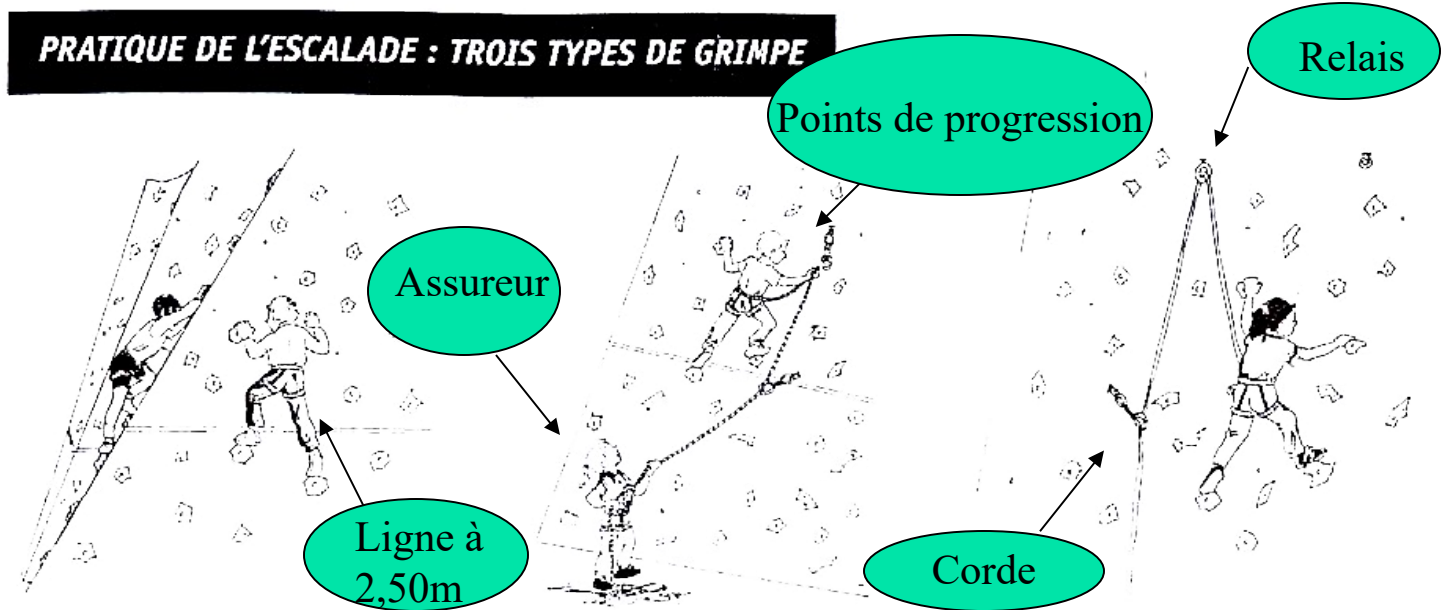 PRATIQUE DE L'ESCALADE : TROIS TYPES DE GRIMPE
Relais
Points de progression
Assureur
Ligne à
2,50m
Corde